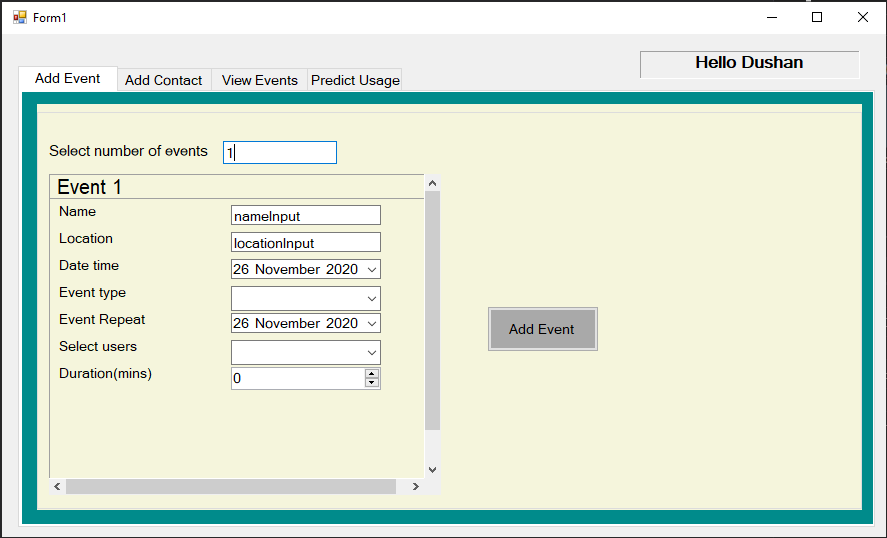 Form1
Hello Dushan
Add Event Add Contact View Events Predict Usage
Select number of events 1
Event 1
Name nameInput
Location locationInput
Date time 26 November 2020
Event type
Event Repeat 26 November 2020
Select users
Duration(mins) 0
Add Event